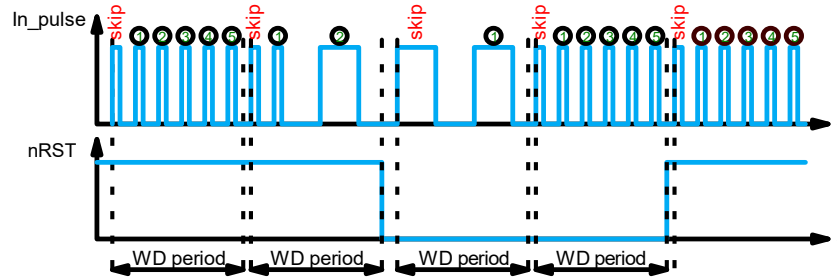 In_pulse
skip
1 2 3 4 5
skip
1 2
skip
1
skip
1 2 3 4 5
skip
1 2 3 4 5
nRST
WD period
WD period
WD period
WD period